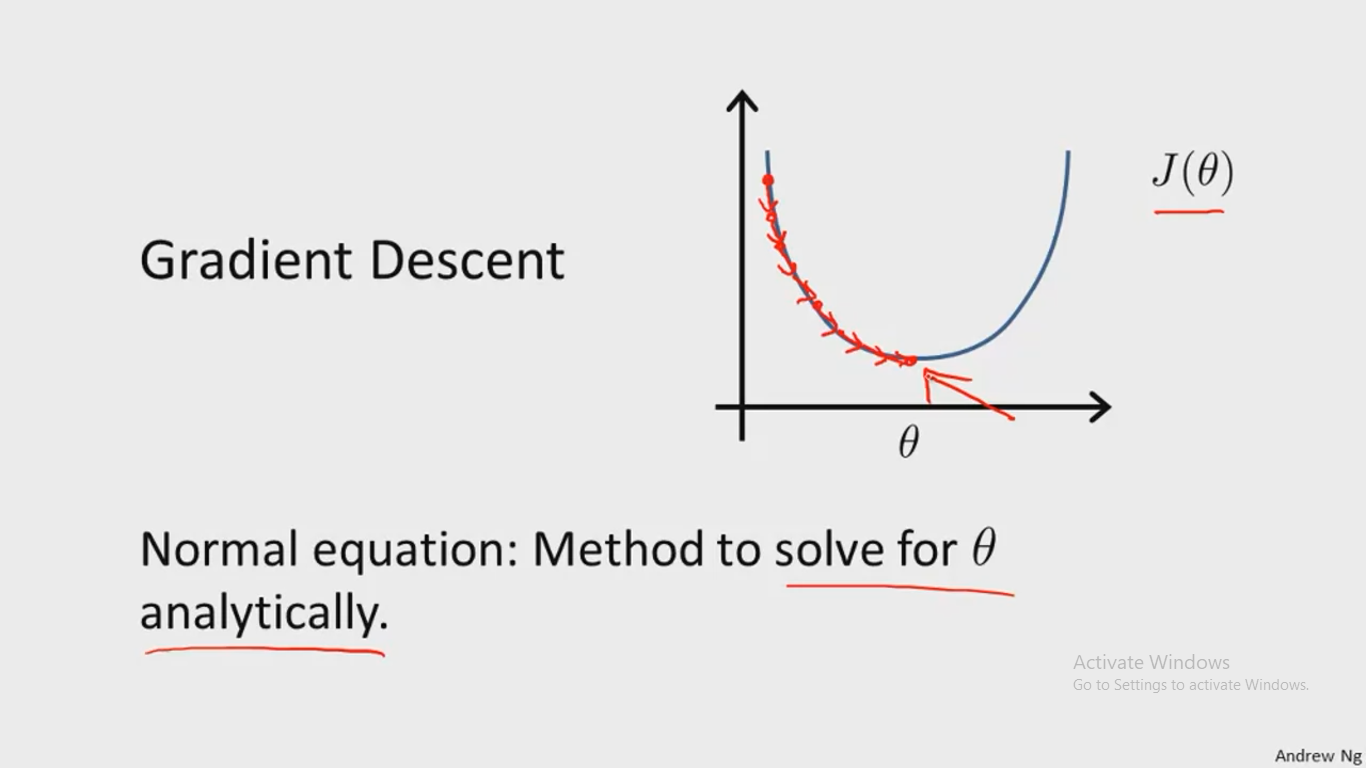 J(θ)
Gradient Descent
θ
Normal equation: Method to solve for θ
analytically.
Activate Windows
Go to Settings to activate Windows.
Andrew Ng